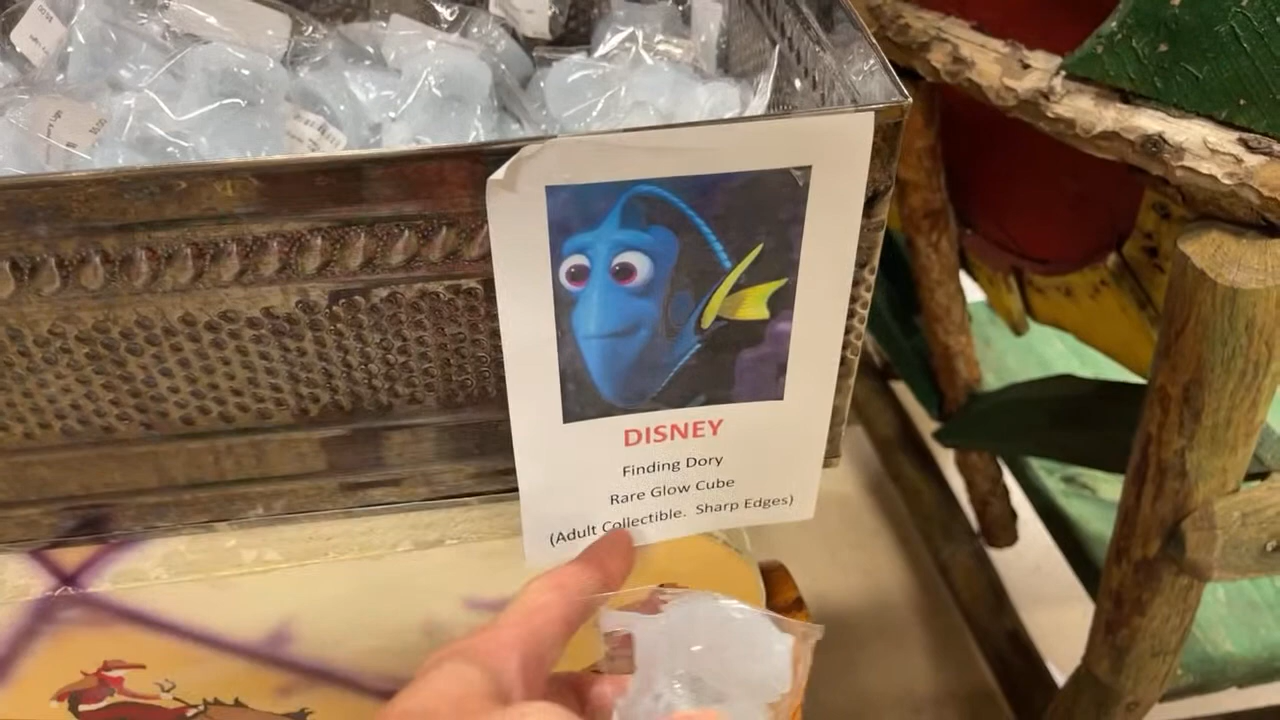 DISNEY
Finding Dory
Rare Glow Cube
(Adult Collectible. Sharp Edges)